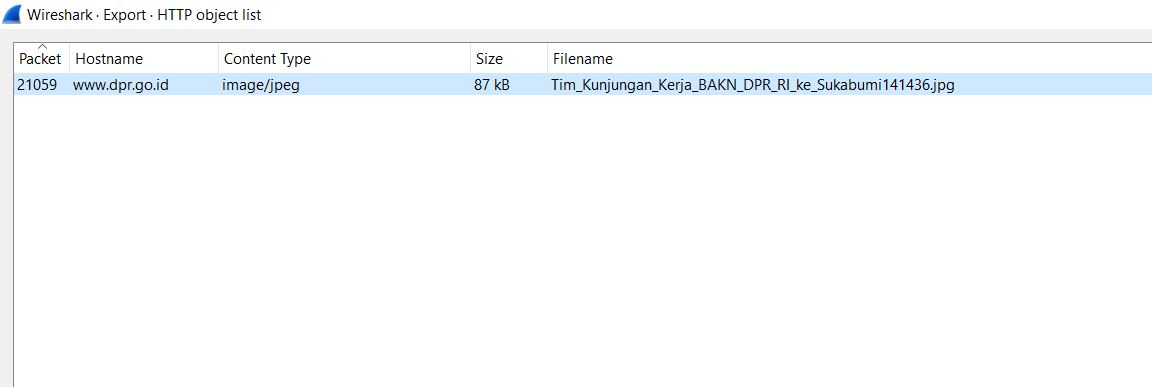 Wireshark · Export · HTTP object list
Packet Hostname Content Type Size Filename
21059 www.dpr.go.id image/jpeg 87 kB Tim_Kunjungan_Kerja_BAKN_DPR_RI_ke_Sukabumi141436.jpg